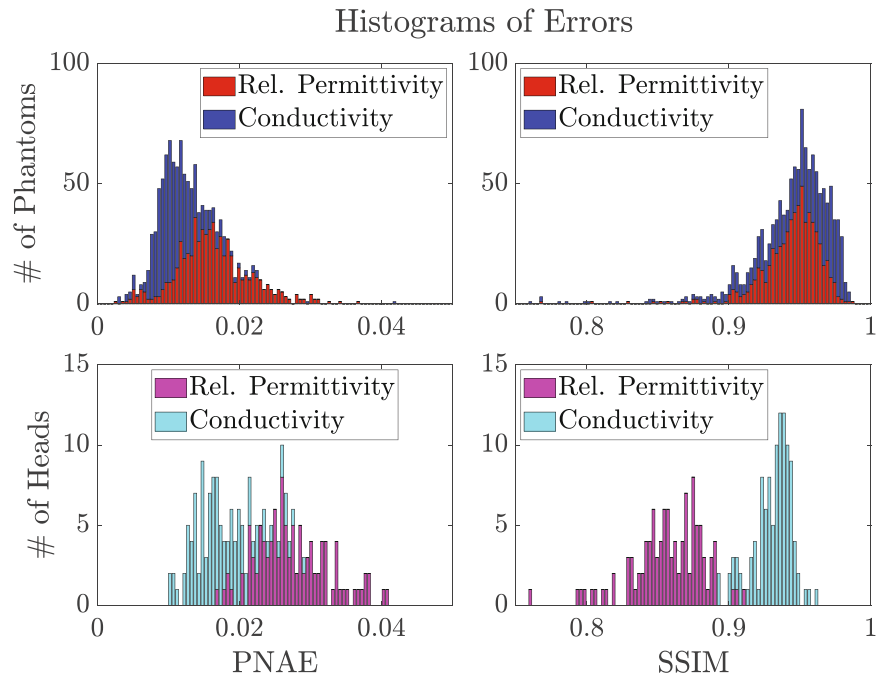 Histograms of Errors
# of Phantoms
100
50
0
0
0.02
0.04
Rel. Permittivity
Conductivity
100
50
0
0.8
0.9
1
Rel. Permittivity
Conductivity
# of Heads
15
10
5
0
0
0.02
0.04
PNAE
Rel. Permittivity
Conductivity
15
10
5
0
0.8
0.9
1
SSIM
Rel. Permittivity
Conductivity